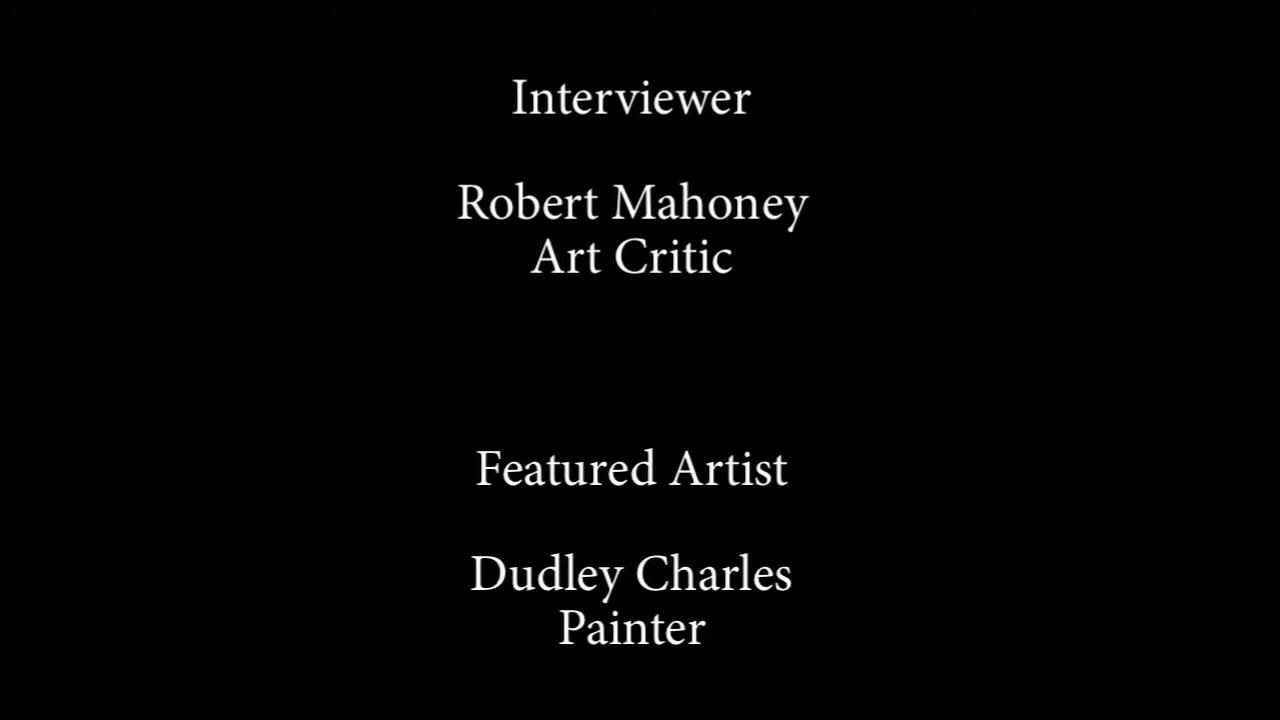 Interviewer
Robert Mahoney
Art Critic
Featured Artist
Dudley Charles
Painter